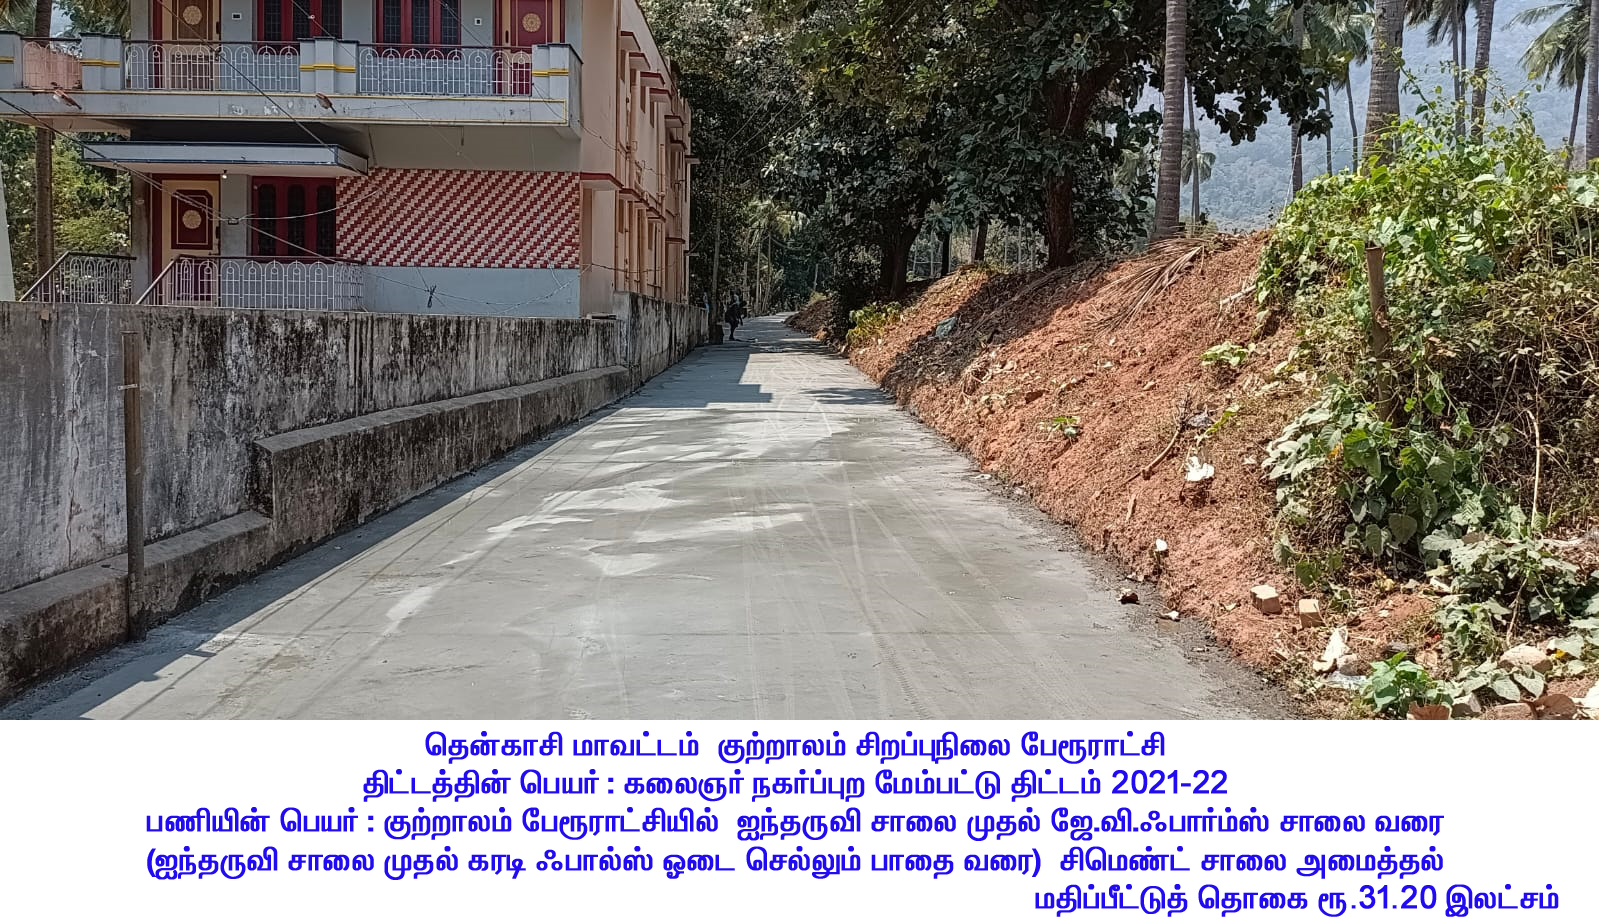 தென்காசி மாவட்டம் குற்றாலம் சிறப்புநிலை பேரூராட்சி
திட்டத்தின் பெயர் : கலைஞர் நகர்ப்புற மேம்பட்டு திட்டம் 2021-22
பணியின் பெயர் : குற்றாலம் பேரூராட்சியில் ஐந்தருவி சாலை முதல் ஜே.வி.ஃபார்ம்ஸ் சாலை வரை
(ஐந்தருவி சாலை முதல் கரடி ஃபால்ஸ் ஓடை செல்லும் பாதை வரை) சிமெண்ட் சாலை அமைத்தல்
மதிப்பீட்டுத் தொகை ரூ.31.20 இலட்சம்